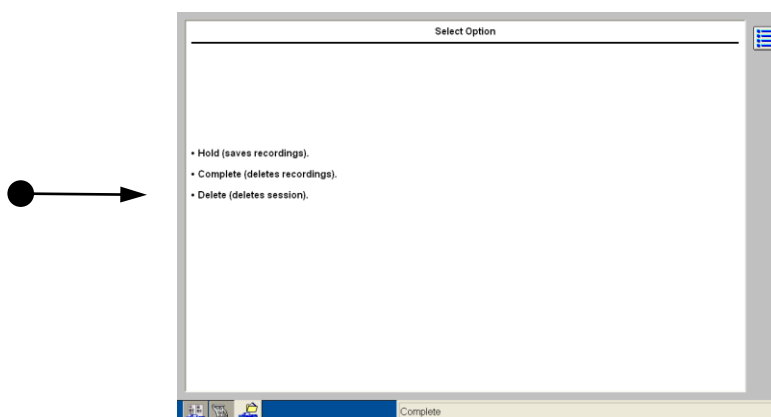 Select Option
• Hold (saves recordings).
• Complete (deletes recordings).
• Delete (deletes session).
Complete